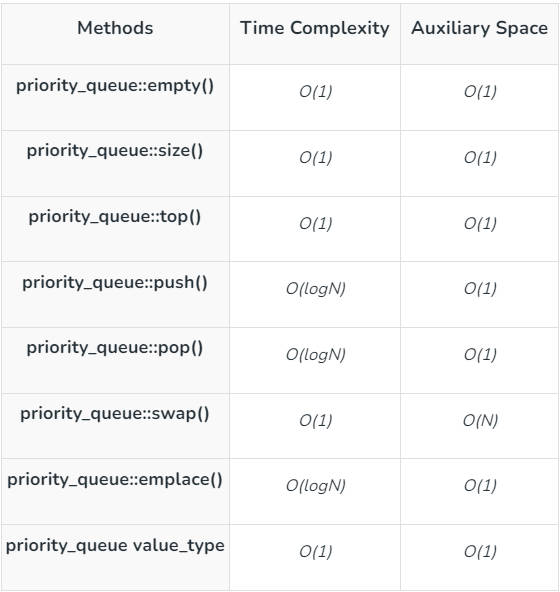 Methods Time Complexity Auxiliary Space
priority_queue::empty() O(1) O(1)
priority_queue::size() O(1) O(1)
priority_queue::top() O(1) O(1)
priority_queue::push() O(logN) O(1)
priority_queue::pop() O(logN) O(1)
priority_queue::swap() O(1) O(N)
priority_queue::emplace() O(logN) O(1)
priority_queue value_type O(1) O(1)